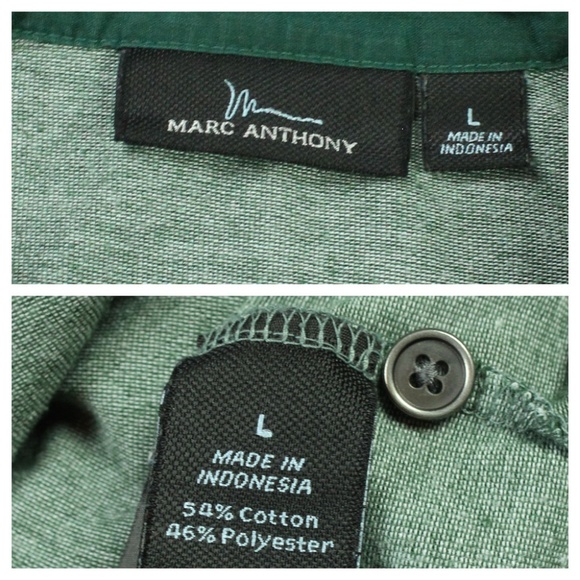 MARC ANTHONY
L
MADE IN
INDONESIA
L
MADE IN
INDONESIA
54% Cotton
46% Polyester